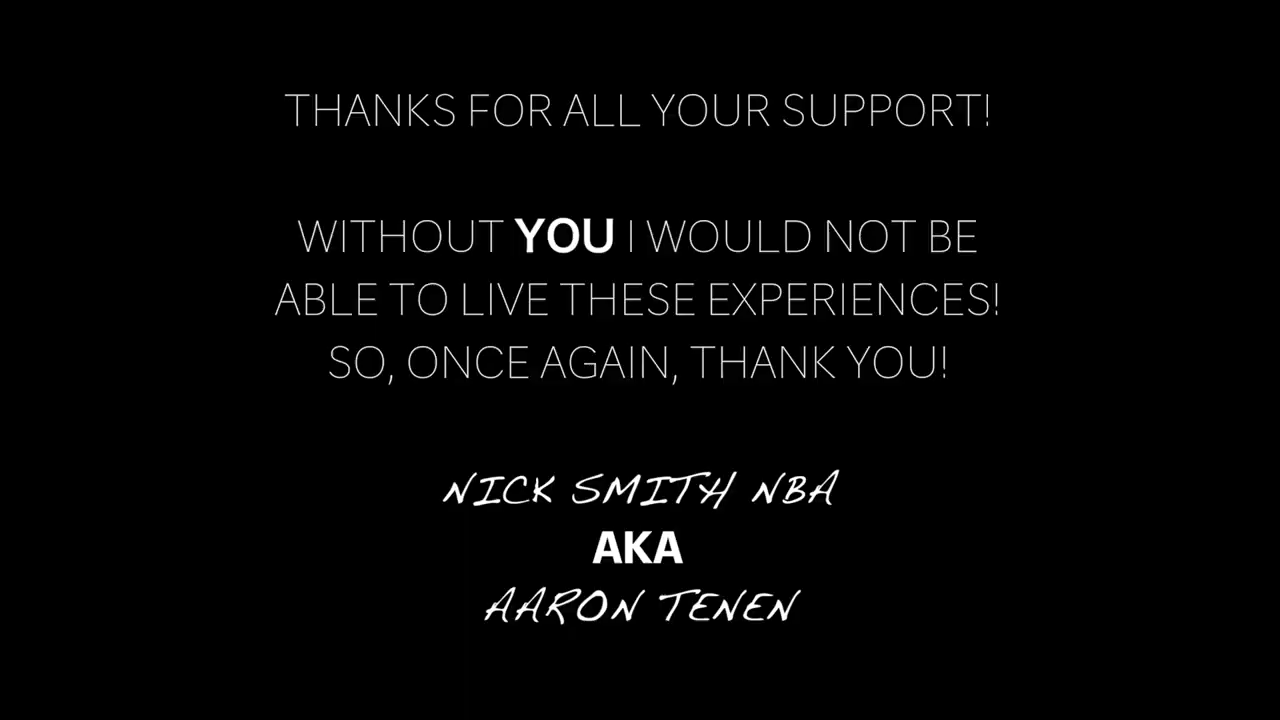 THANKS FOR ALL YOUR SUPPORT!
WITHOUT YOU I WOULD NOT BE
ABLE TO LIVE THESE EXPERIENCES!
SO, ONCE AGAIN, THANK YOU!
NICK SMITH NBA
AKA
AARON TENEN